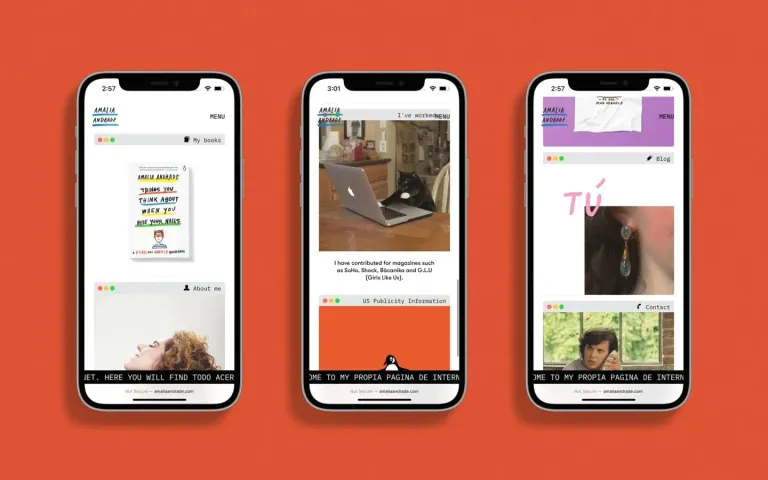 2:57
AMALIA
ANDRADE
MENU
My books
AMALIA ANDRADE
THINGS YOU
THINK ABOUT
WHEN YOU
BITE YOUR NAILS
About me
UET. HERE YOU WILL FIND TODO ACER
Not Secure — amaliaandrade.com
3:01
AMALIA
ANDRADE
I've worked
MENU
I have contributed for magazines such
as SoHo, Shock, Bacanika and G.L.U
(Girls Like Us).
US Publicity Information
OME TO MY PROPIA PAGINA DE INTERN
Not Secure — amaliaandrade.com
2:57
AMALIA
ANDRADE
MENU
Blog
TÚ
Contact
OME TO MY PROPIA PAGINA DE INTERN
Not Secure — amaliaandrade.com